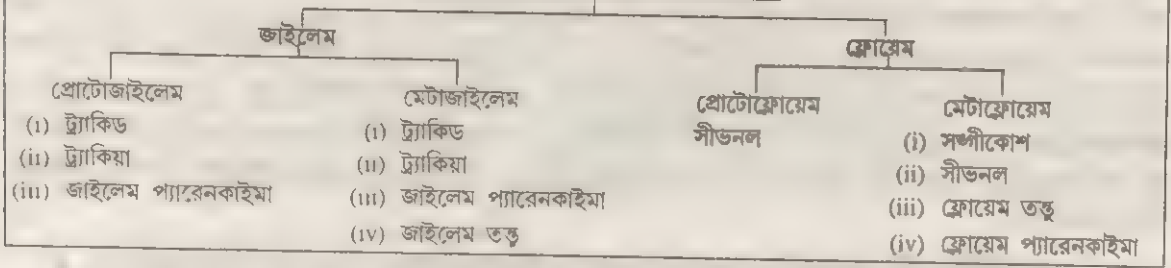 জাইলেম
ফ্লোয়েম
প্রোটোজাইলেম
(i) ট্র্যাকিড
(ii) ট্র্যাকিয়া
(iii) জাইলেম প্যারেনকাইমা
মেটাজাইলেম
(i) ট্র্যাকিড
(ii) ট্র্যাকিয়া
(iii) জাইলেম প্যারেনকাইমা
(iv) জাইলেম তন্তু
প্রোটোফ্লোয়েম
সীভনল
মেটাফ্লোয়েম
(i) সঙ্গীকোশ
(ii) সীভনল
(iii) ফ্লোয়েম তন্তু
(iv) ফ্লোয়েম প্যারেনকাইমা